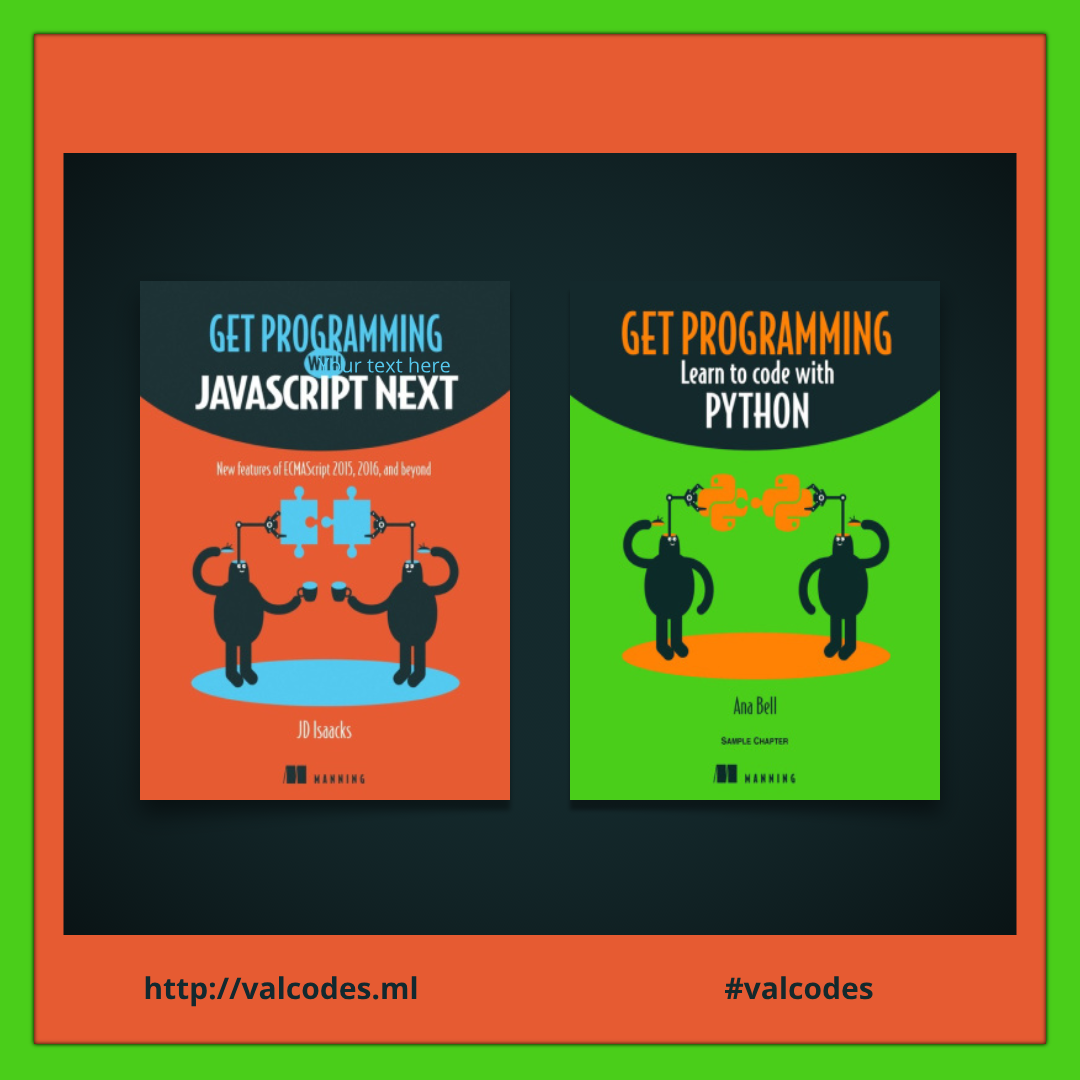 GET PROGRAMMING
WITH
ur text here
JAVASCRIPT NEXT
New features of ECMAScript 2015, 2016, and beyond
JD Isaacks
MANNING
GET PROGRAMMING
Learn to code with
PYTHON
Ana Bell
SAMPLE CHAPTER
MANNING
http://valcodes.ml
#valcodes